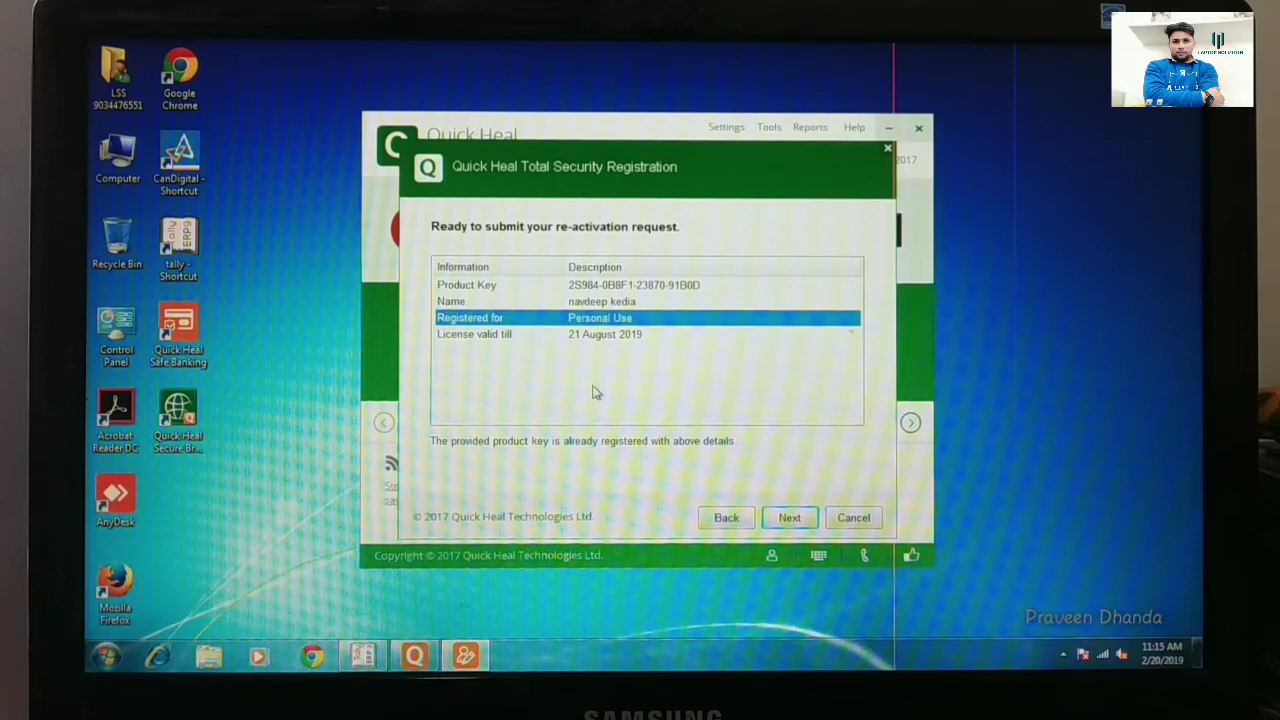 LAPTOP SOLUTION
LSS
9034476551
Google
Chrome
Computer
CanDigital -
Shortcut
Recycle Bin
tally
ERP9
tally -
Shortcut
Control
Panel
Quick Heal
Safe Banking
Acrobat
Reader DC
Quick Heal
Secure Br...
AnyDesk
Mozilla
Firefox
Quick Heal
Settings Tools Reports Help
2017
Quick Heal Total Security Registration
Ready to submit your re-activation request.
Information Description
Product Key 2S984-0B8F1-23870-91B0D
Name navdeep kedia
Registered for Personal Use
License valid till 21 August 2019
The provided product key is already registered with above details.
© 2017 Quick Heal Technologies Ltd.
Back Next Cancel
Copyright © 2017 Quick Heal Technologies Ltd.
Praveen Dhanda
11:15 AM
2/20/2019
SAMSUNG